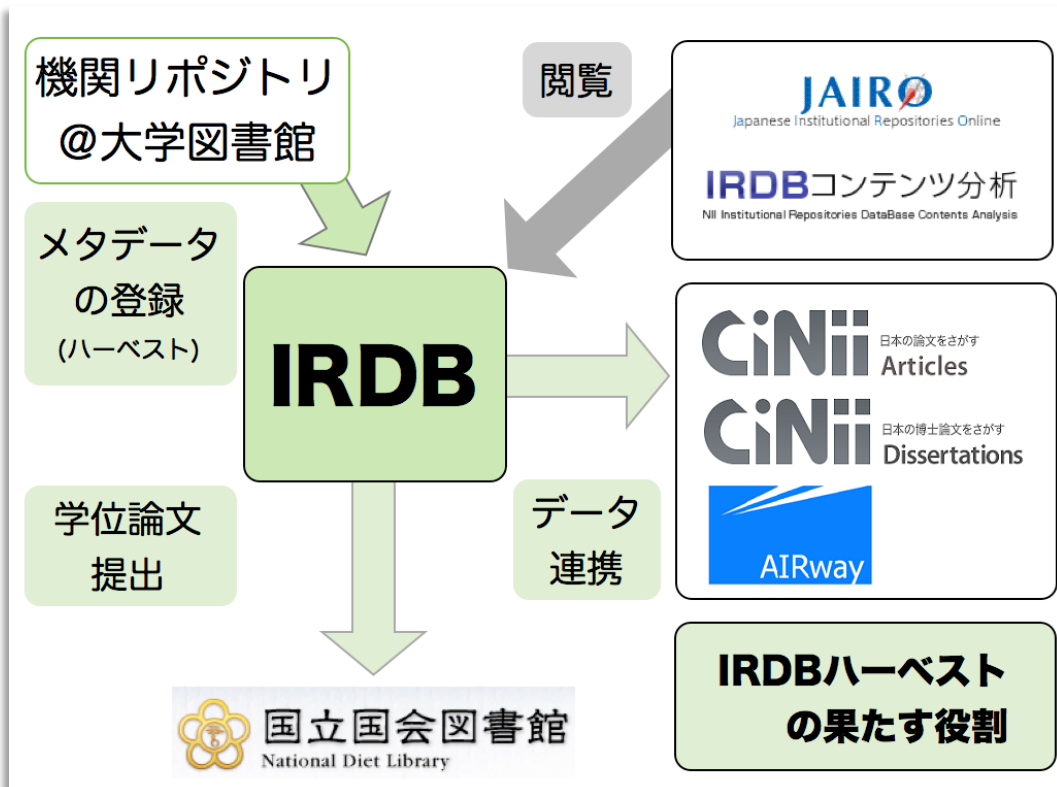 機関リポジトリ
@大学図書館
閲覧
JAIRO
Japanese Institutional Repositories Online
IRDBコンテンツ分析
NII Institutional Repositories DataBase Contents Analysis
メタデータ
の登録
(ハーベスト)
IRDB
CiNii 日本の論文をさがす
Articles
CiNii 日本の博士論文をさがす
Dissertations
AIRway
学位論文
提出
データ
連携
国立国会図書館
National Diet Library
IRDBハーベスト
の果たす役割